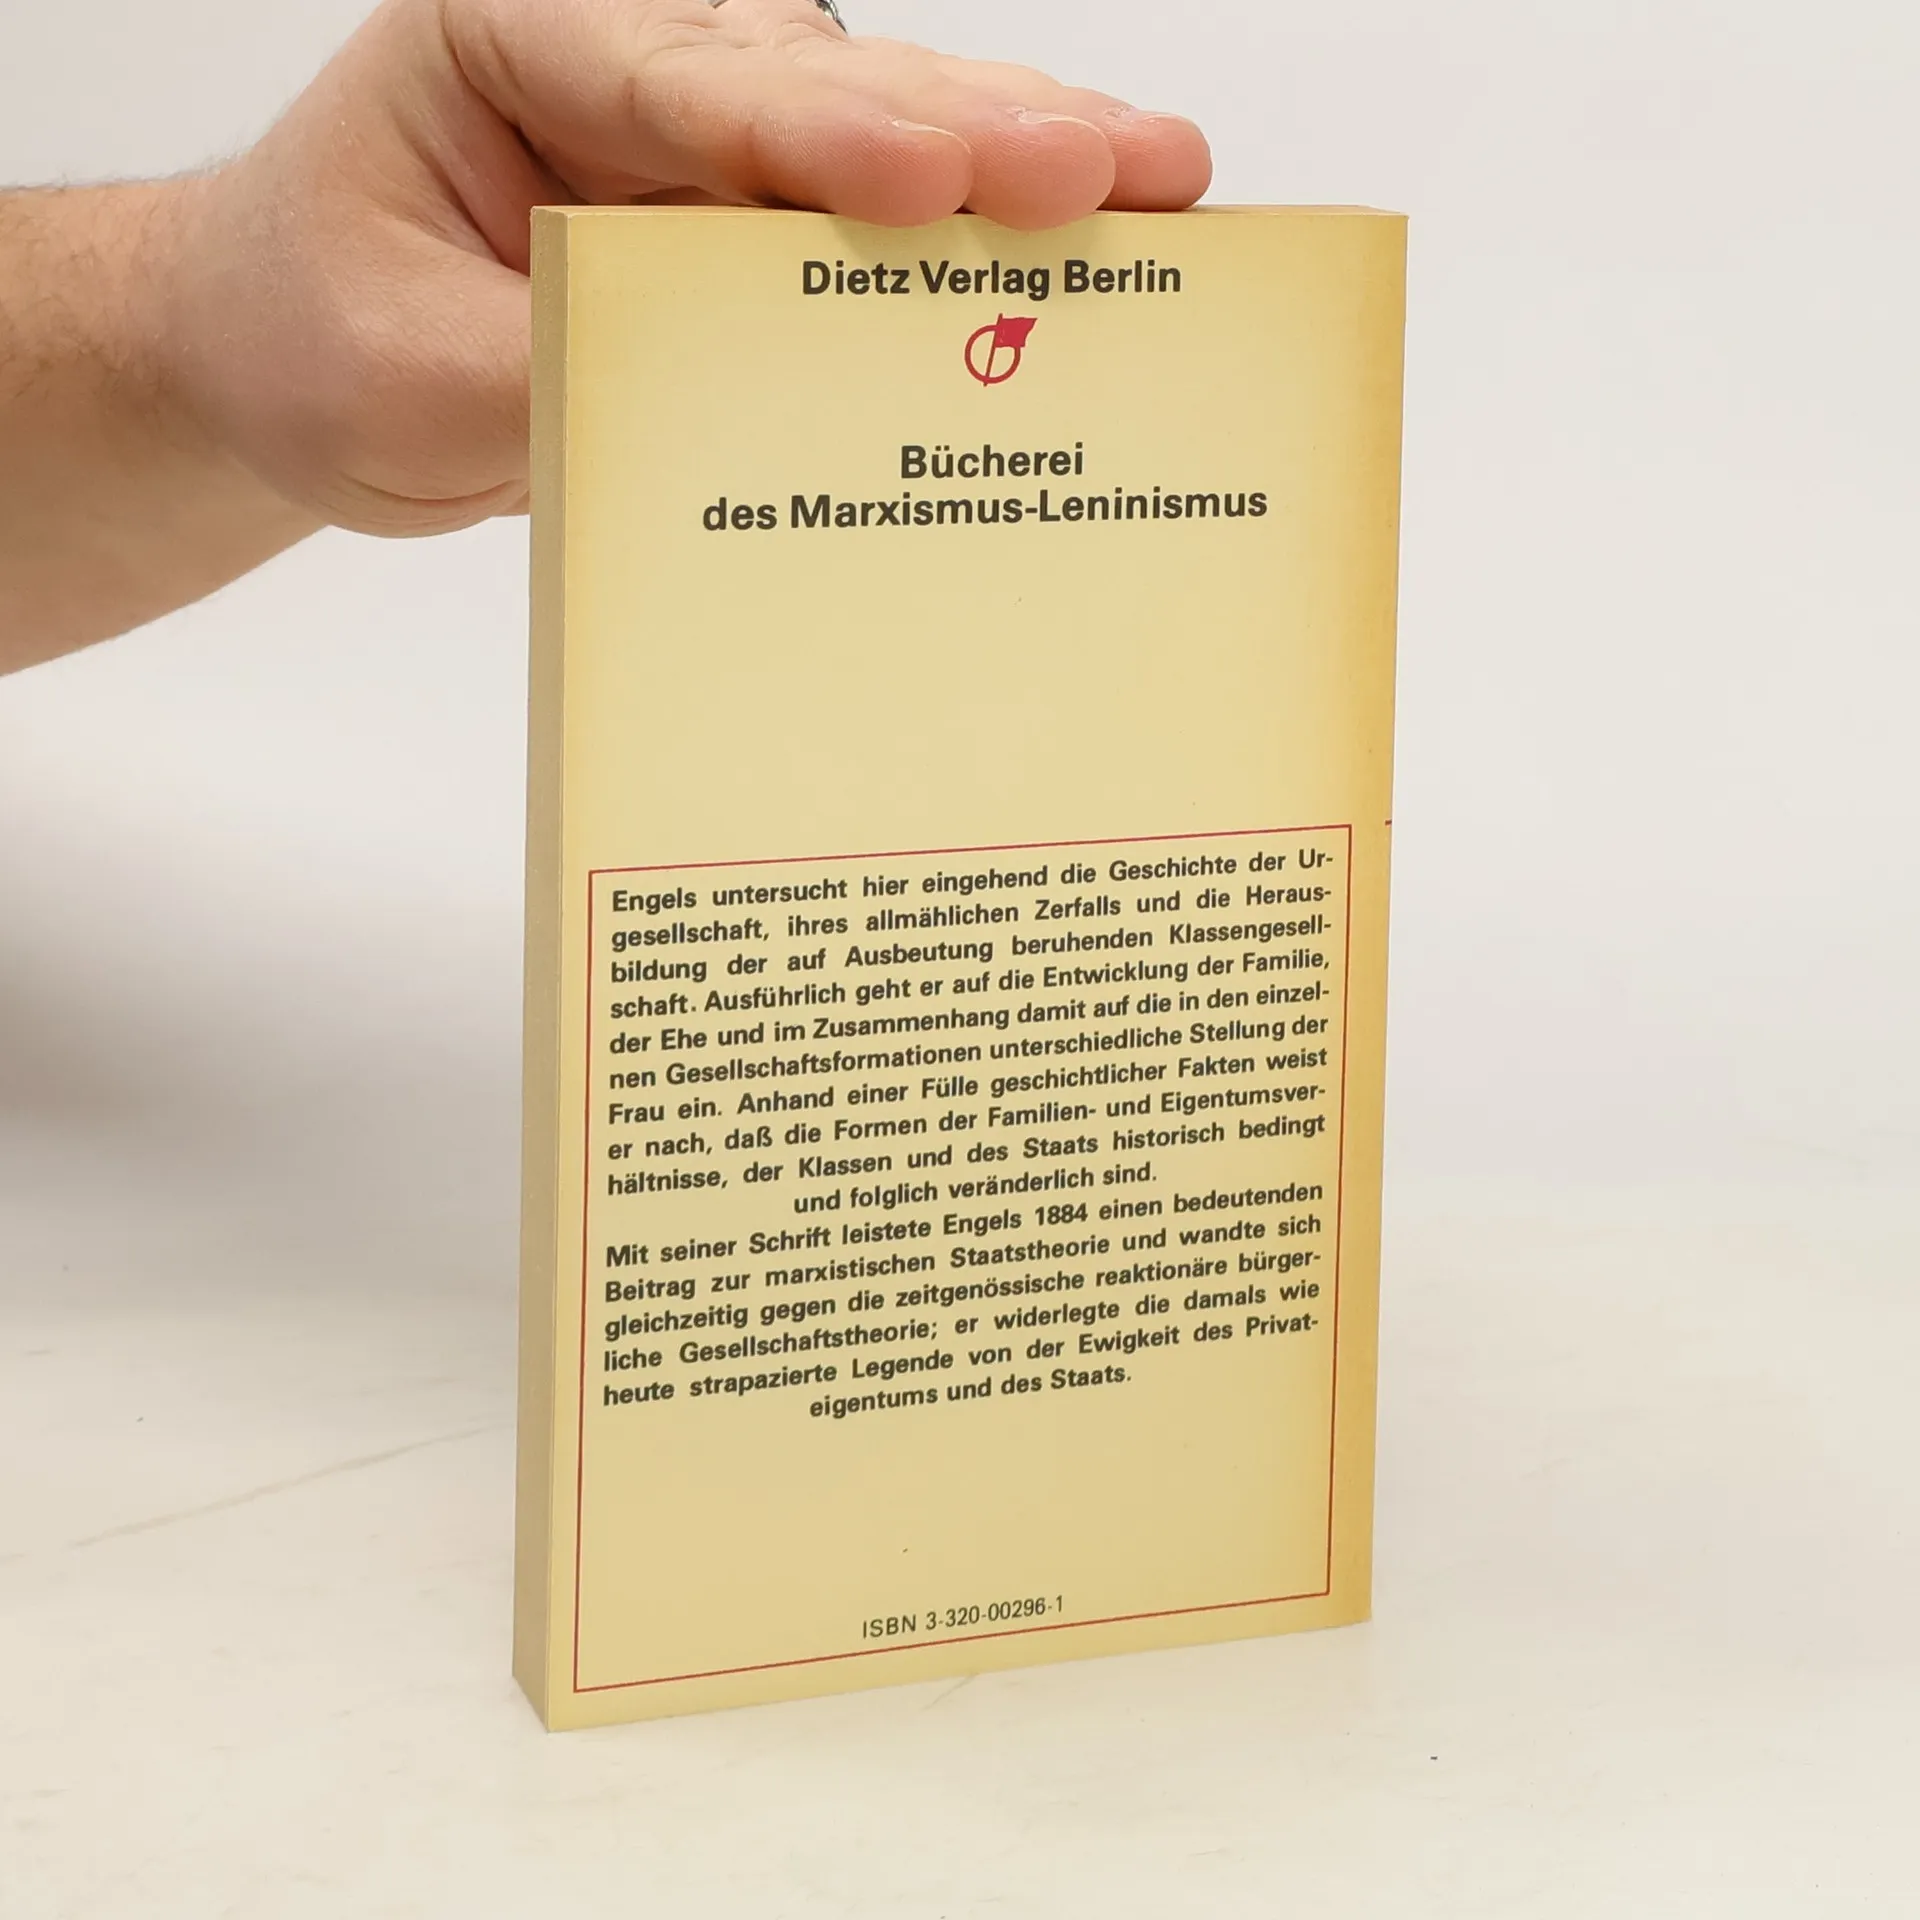 Dietz Verlag Berlin
Bücherei
des Marxismus-Leninismus
Engels untersucht hier eingehend die Geschichte der Ur-
gesellschaft, ihres allmählichen Zerfalls und die Heraus-
bildung der auf Ausbeutung beruhenden Klassengesell-
schaft. Ausführlich geht er auf die Entwicklung der Familie,
der Ehe und im Zusammenhang damit auf die in den einzel-
nen Gesellschaftsformationen unterschiedliche Stellung der
Frau ein. Anhand einer Fülle geschichtlicher Fakten weist
er nach, daß die Formen der Familien- und Eigentumsver-
hältnisse, der Klassen und des Staats historisch bedingt
und folglich veränderlich sind.
Mit seiner Schrift leistete Engels 1884 einen bedeutenden
Beitrag zur marxistischen Staatstheorie und wandte sich
gleichzeitig gegen die zeitgenössische reaktionäre bürger-
liche Gesellschaftstheorie; er widerlegte die damals wie
heute strapazierte Legende von der Ewigkeit des Privat-
eigentums und des Staats.
ISBN 3-320-00296-1